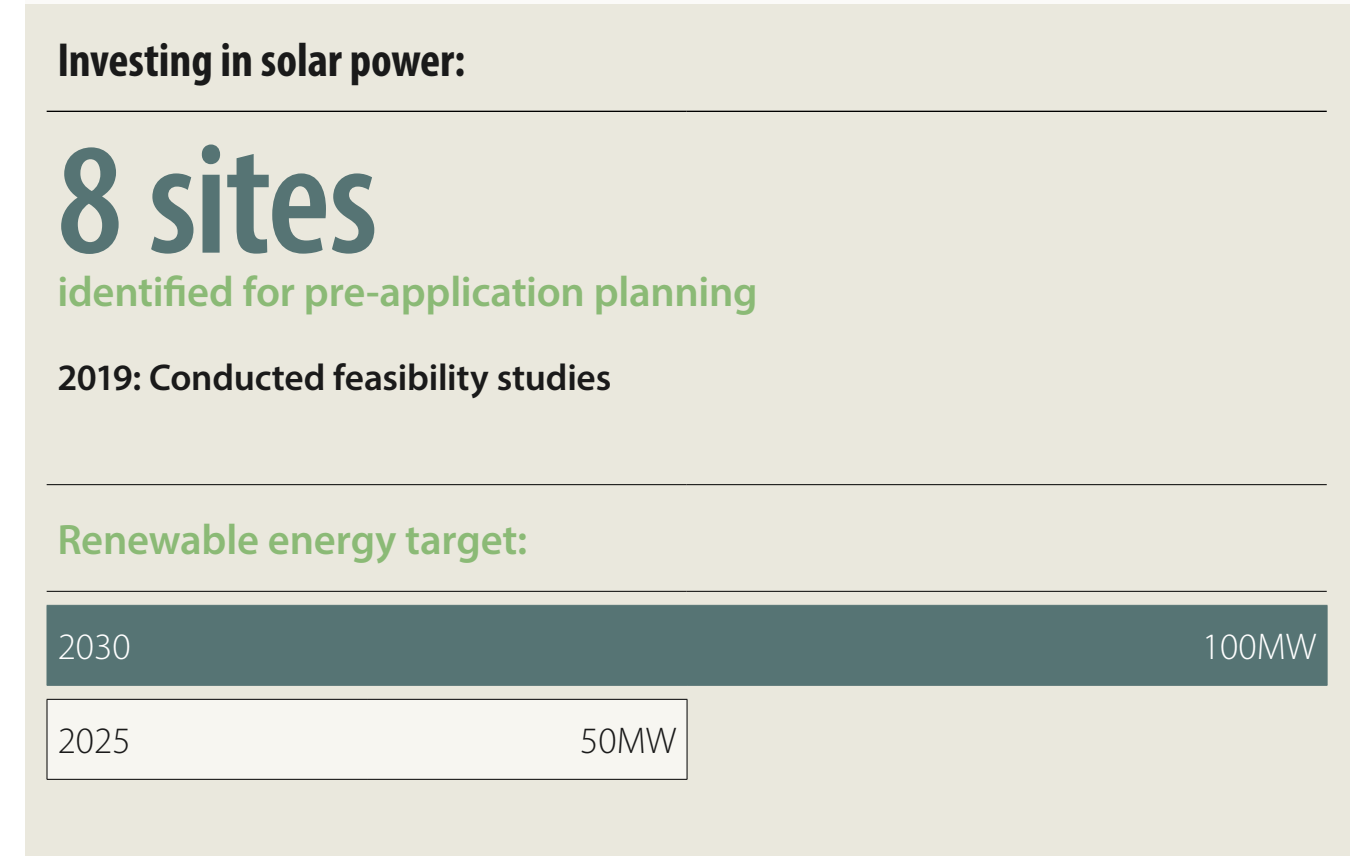 Investing in solar power:
8 sites
identified for pre-application planning
2019: Conducted feasibility studies
Renewable energy target:
2030 100MW
2025 50MW